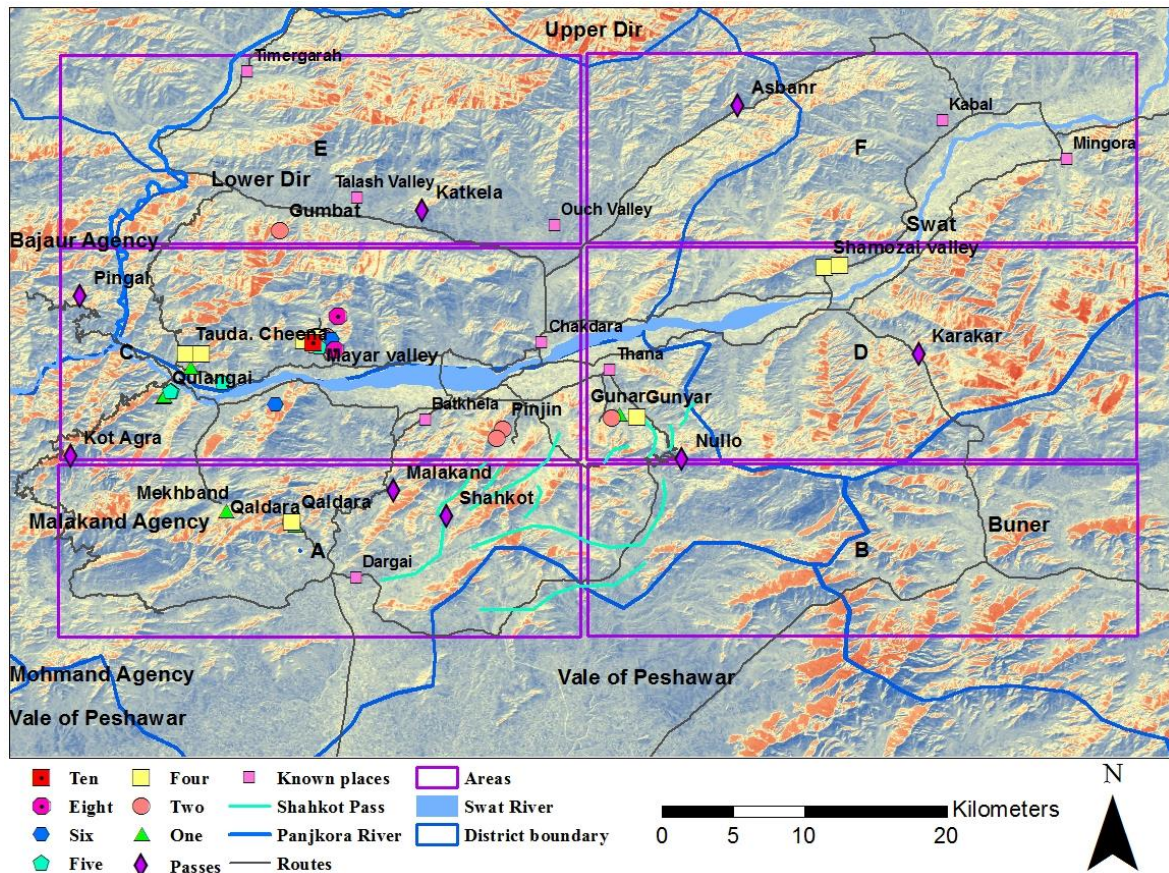 Upper Dir
Timergarah
Asbanr
Kabal
Mingora
E
F
Lower Dir
Talash Valley
Katkela
Gumbat
Ouch Valley
Swat
Bajaur Agency
Shamozai valley
Pingal
Tauda. Cheena
Chakdara
C
Mayar valley
Thana
D
Karakar
Qulangai
Batkhela
Pinjin
Gunar
Gunyar
Kot Agra
Nullo
Malakand
Mekhband
Qaldara
Qaldara
Shahkot
Malakand Agency
Buner
A
B
Dargai
Mohmand Agency
Vale of Peshawar
Vale of Peshawar
Ten
Four
Known places
Areas
N
Eight
Two
Shahkot Pass
Swat River
Kilometers
Six
One
Panjkora River
District boundary
0 5 10 20
Five
Passes
Routes